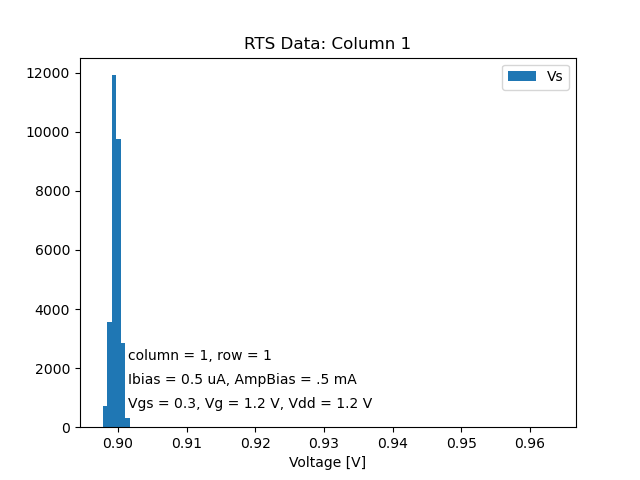 RTS Data: Column 1
Vs
12000
10000
8000
6000
4000
2000
0
column = 1, row = 1
Ibias = 0.5 uA, AmpBias = .5 mA
Vgs = 0.3, Vg = 1.2 V, Vdd = 1.2 V
0.90 0.91 0.92 0.93 0.94 0.95 0.96
Voltage [V]